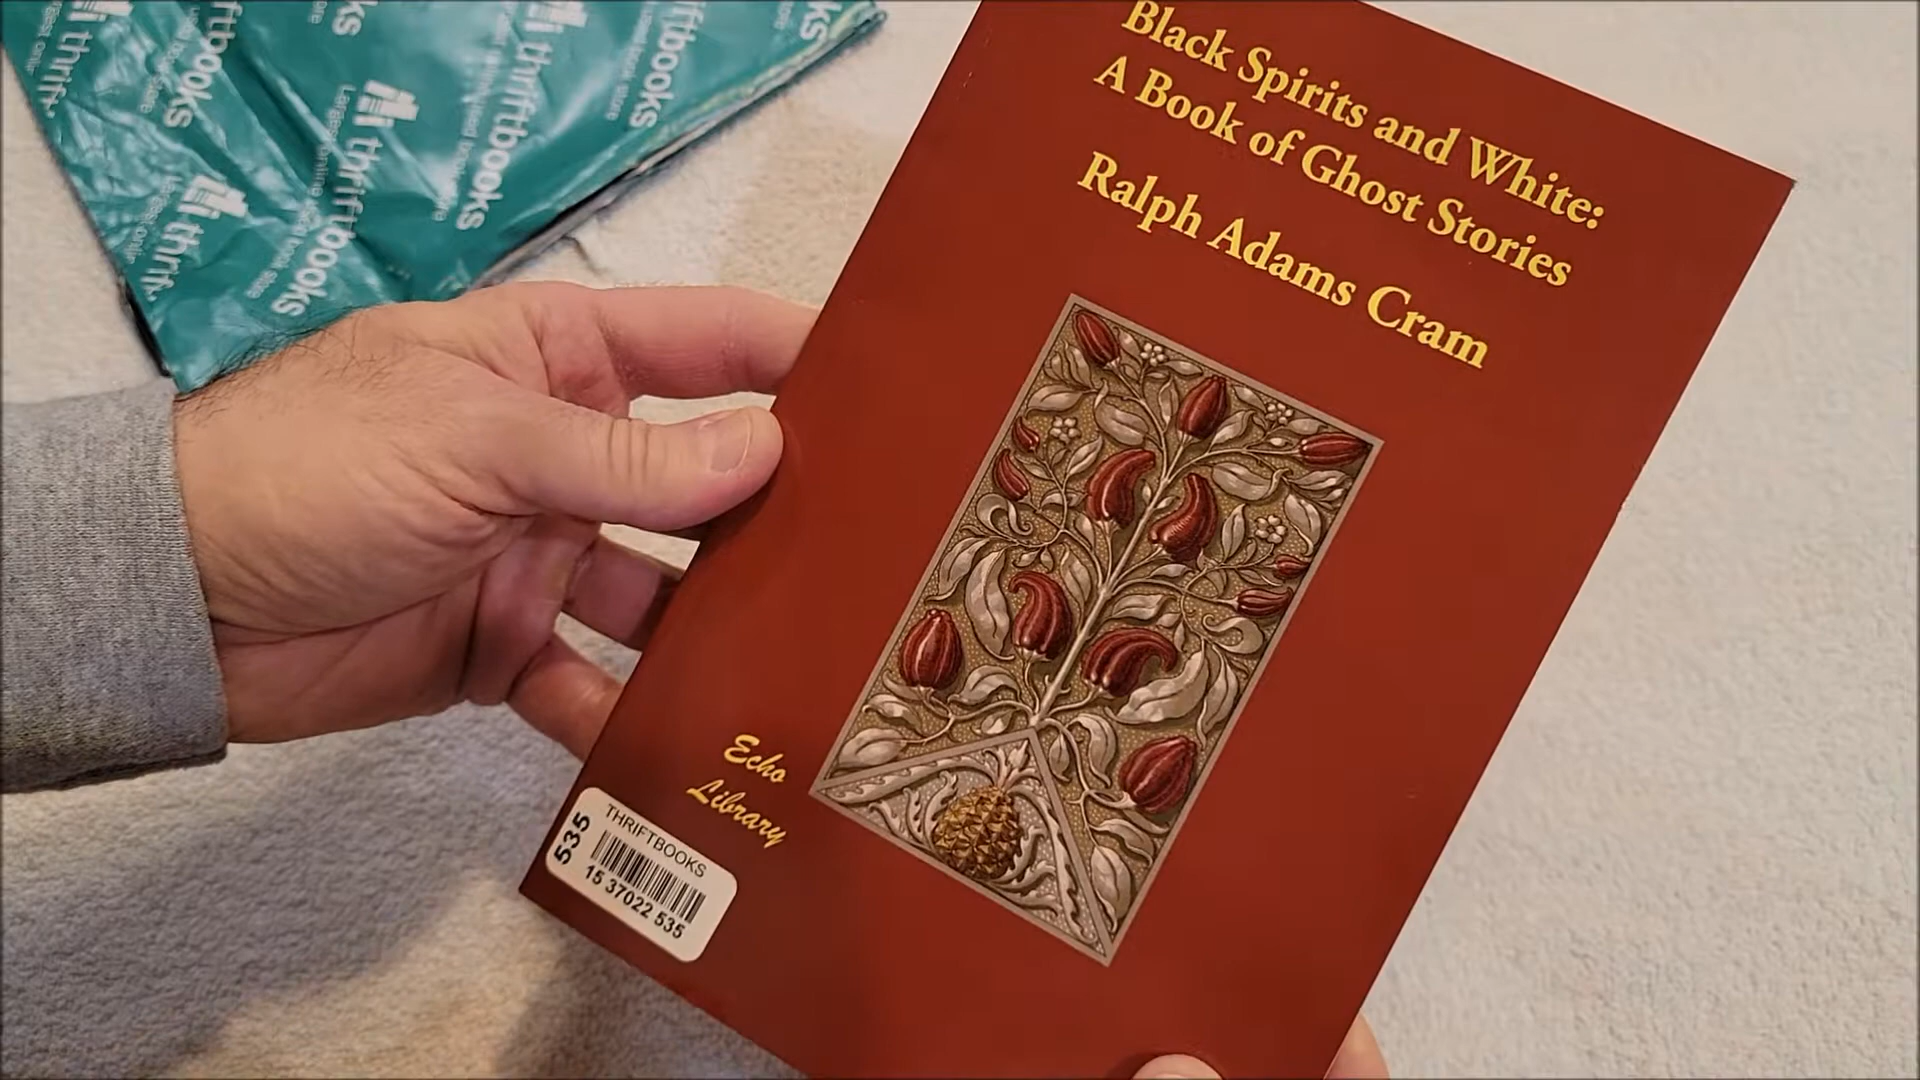 Black Spirits and White:
A Book of Ghost Stories
Ralph Adams Cram
Echo
Library
THRIFTBOOKS
535
15 37022 535
thriftbooks
thriftbooks
thrift